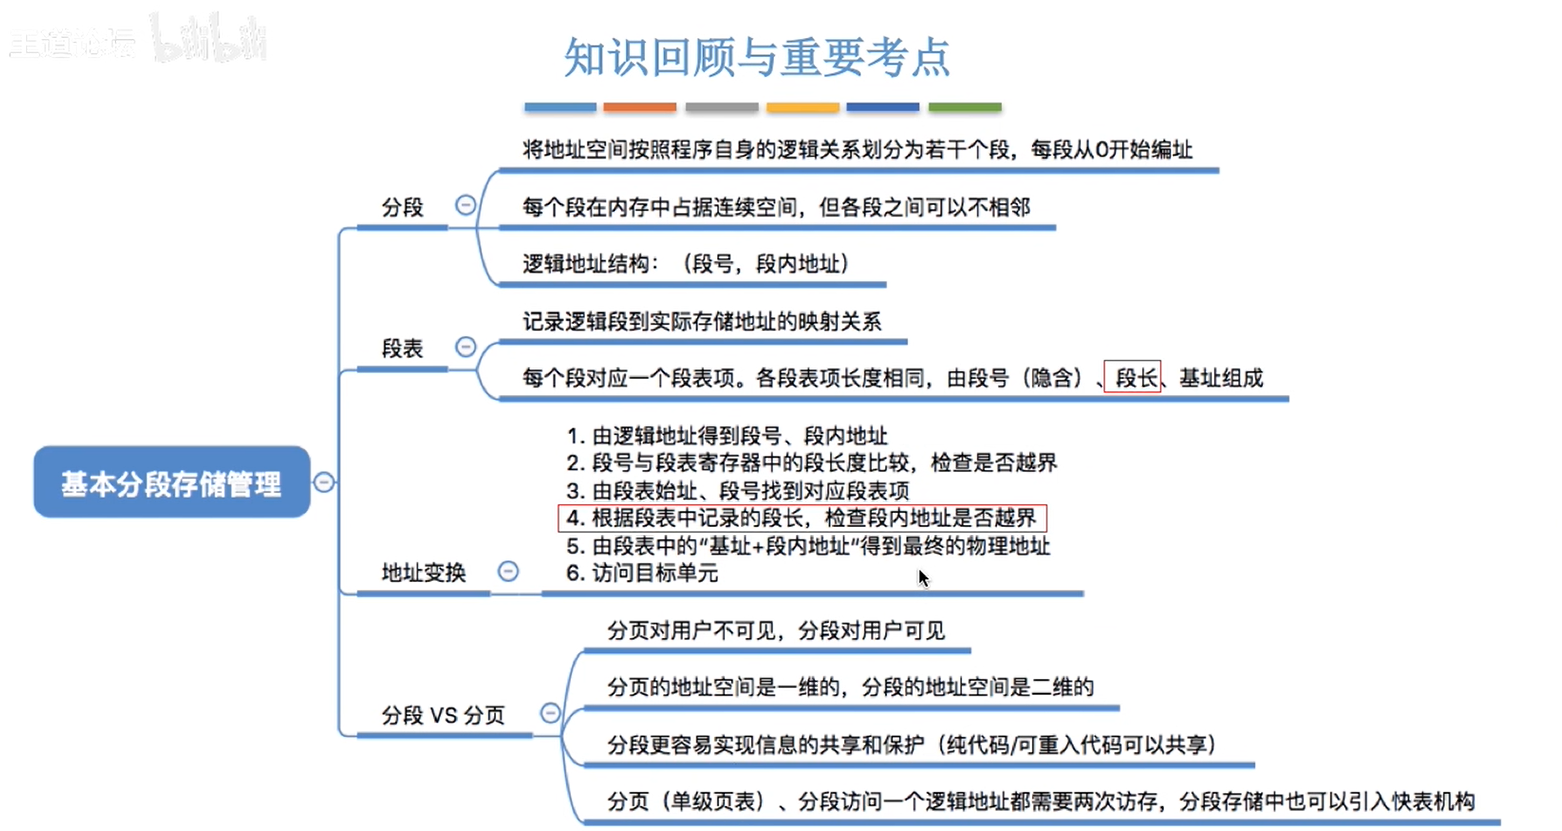 王道论坛 bilibili
知识回顾与重要考点
将地址空间按照程序自身的逻辑关系划分为若干个段，每段从0开始编址
分段
每个段在内存中占据连续空间，但各段之间可以不相邻
逻辑地址结构：（段号，段内地址）
记录逻辑段到实际存储地址的映射关系
段表
每个段对应一个段表项。各段表项长度相同，由段号（隐含）、段长、基址组成
基本分段存储管理
1. 由逻辑地址得到段号、段内地址
2. 段号与段表寄存器中的段长度比较，检查是否越界
3. 由段表始址、段号找到对应段表项
4. 根据段表中记录的段长，检查段内地址是否越界
5. 由段表中的“基址+段内地址”得到最终的物理地址
6. 访问目标单元
地址变换
分页对用户不可见，分段对用户可见
分页的地址空间是一维的，分段的地址空间是二维的
分段 VS 分页
分段更容易实现信息的共享和保护（纯代码/可重入代码可以共享）
分页（单级页表）、分段访问一个逻辑地址都需要两次访存，分段存储中也可以引入快表机构